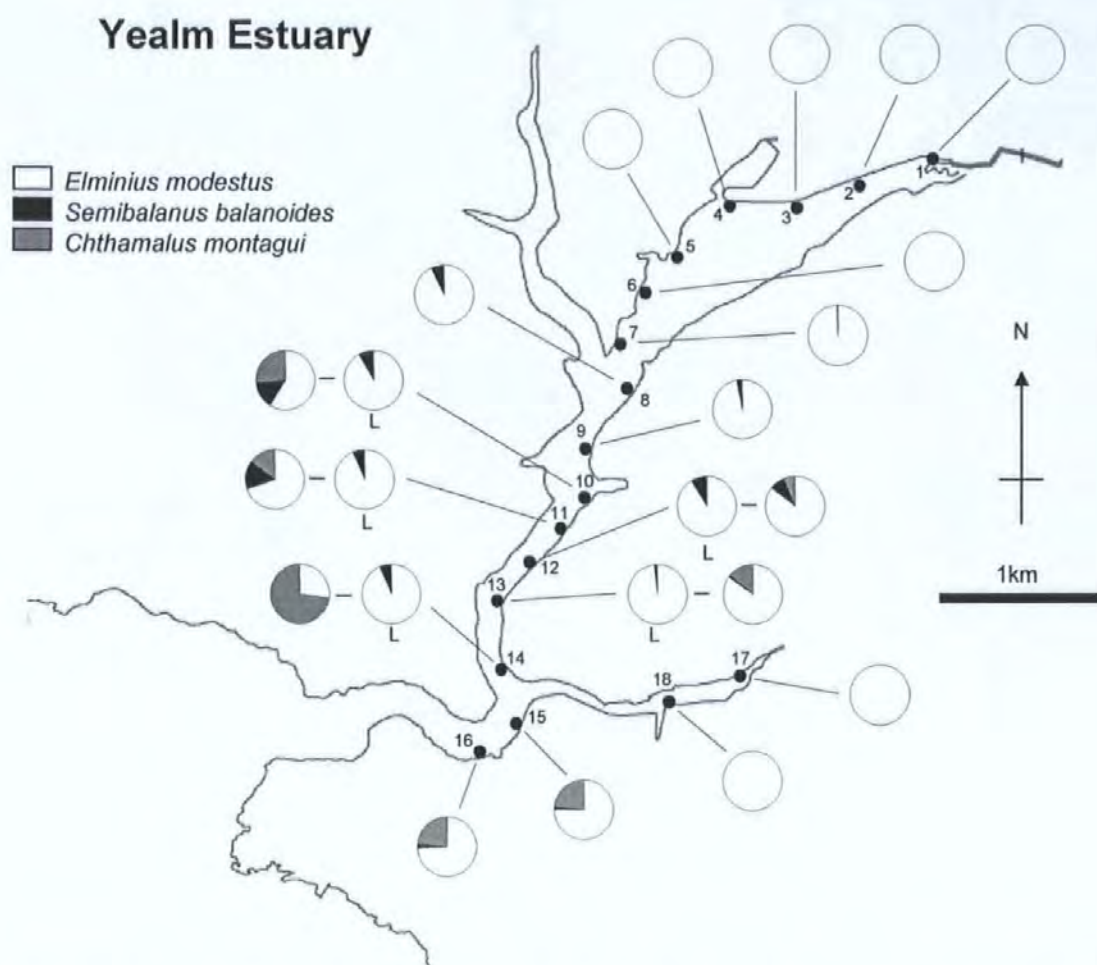 Yealm Estuary
Elminius modestus
Semibalanus balanoides
Chthamalus montagui
1
2
3
4
5
6
7
8
9
10
L
11
L
12
L
13
L
14
L
15
16
17
18
N
1km